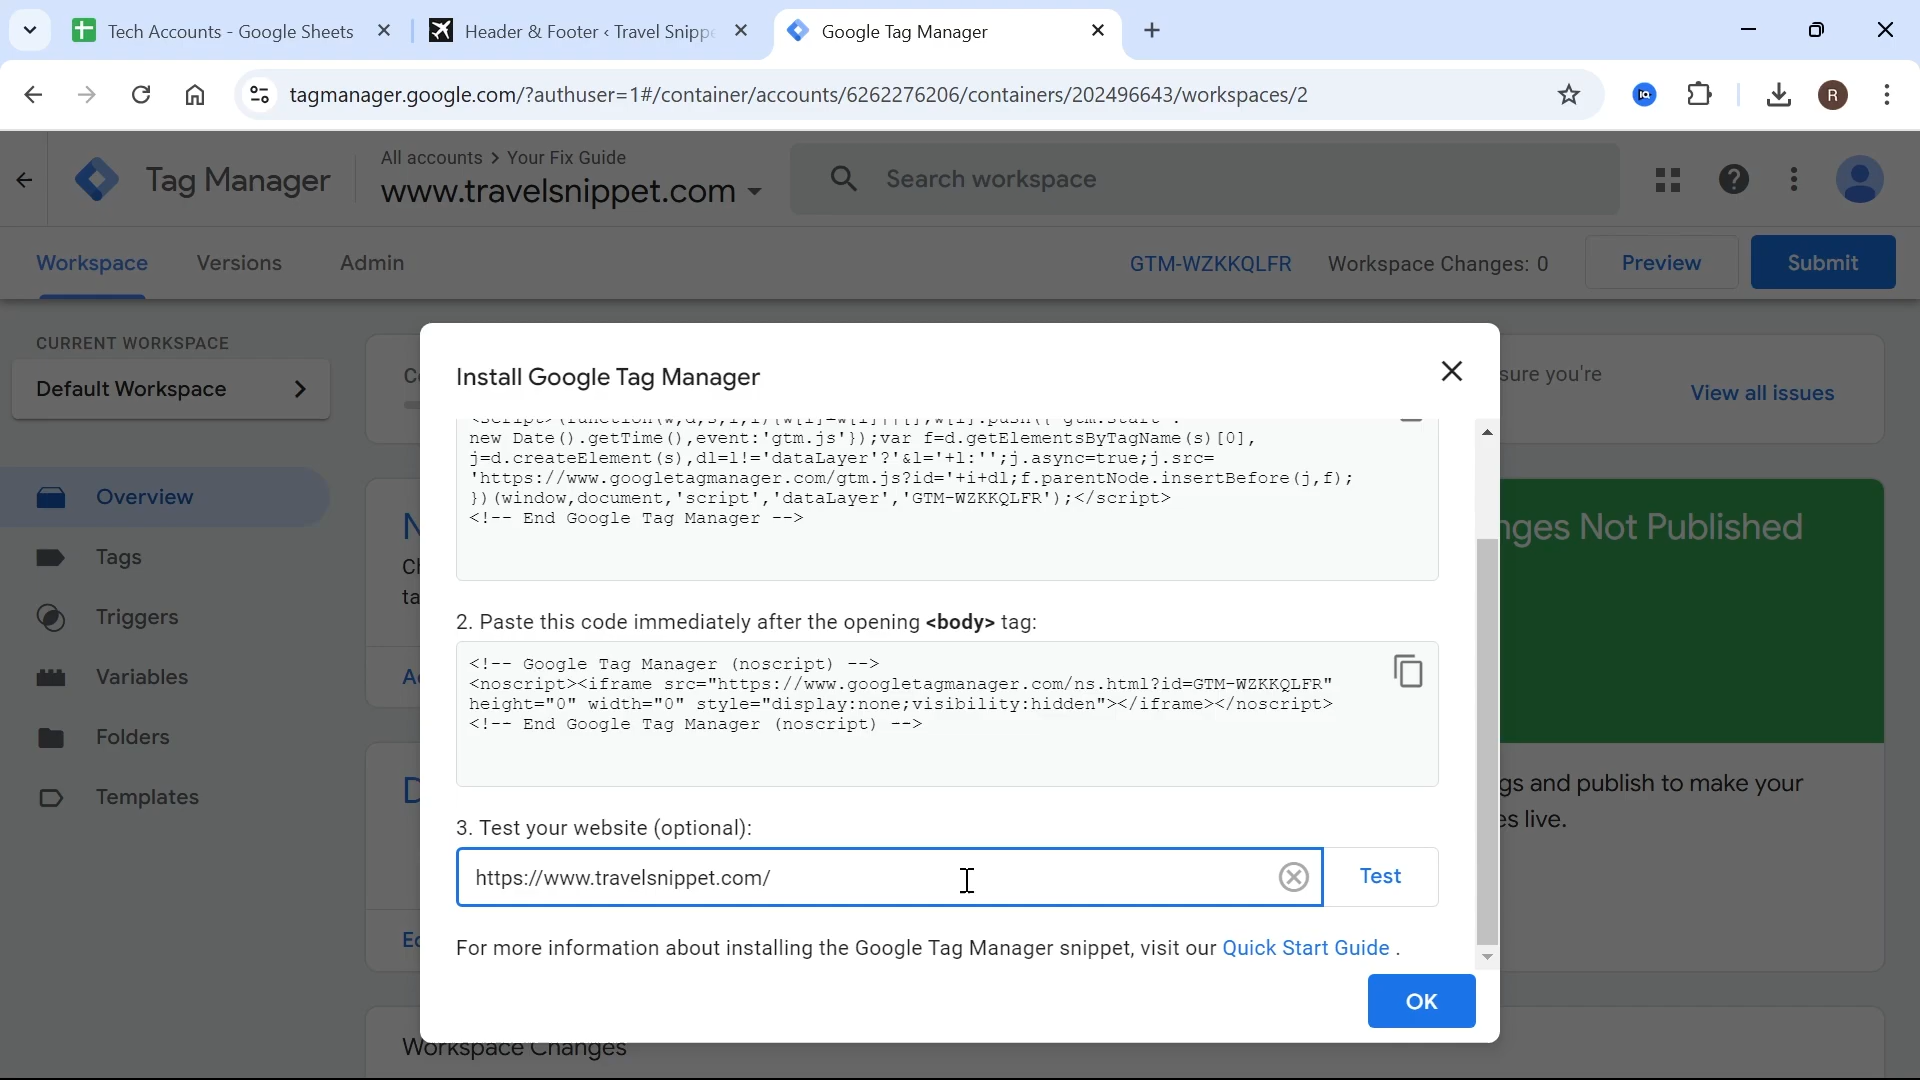 Tech Accounts - Google Sheets
Header & Footer ‹ Travel Snippe
Google Tag Manager
tagmanager.google.com/?authuser=1#/container/accounts/6262276206/containers/202496643/workspaces/2
R
Tag Manager
All accounts > Your Fix Guide
www.travelsnippet.com
Search workspace
Workspace
Versions
Admin
GTM-WZKKQLFR
Workspace Changes: 0
Preview
Submit
CURRENT WORKSPACE
Default Workspace
Overview
Tags
Triggers
Variables
Folders
Templates
sure you're
View all issues
nges Not Published
gs and publish to make your
es live.
Workspace Changes
Install Google Tag Manager
<script>(function(w,d,s,l,i){w[l]=w[l]||[];w[l].push({'gtm.start':
new Date().getTime(),event:'gtm.js'});var f=d.getElementsByTagName(s)[0],
j=d.createElement(s),dl=l!='dataLayer'?'&l='+l:'';j.async=true;j.src=
'https://www.googletagmanager.com/gtm.js?id='+i+dl;f.parentNode.insertBefore(j,f);
})(window,document,'script','dataLayer','GTM-WZKKQLFR');</script>
<!-- End Google Tag Manager -->
2. Paste this code immediately after the opening <body> tag:
<!-- Google Tag Manager (noscript) -->
<noscript><iframe src="https://www.googletagmanager.com/ns.html?id=GTM-WZKKQLFR"
height="0" width="0" style="display:none;visibility:hidden"></iframe></noscript>
<!-- End Google Tag Manager (noscript) -->
3. Test your website (optional):
https://www.travelsnippet.com/
Test
For more information about installing the Google Tag Manager snippet, visit our Quick Start Guide .
OK